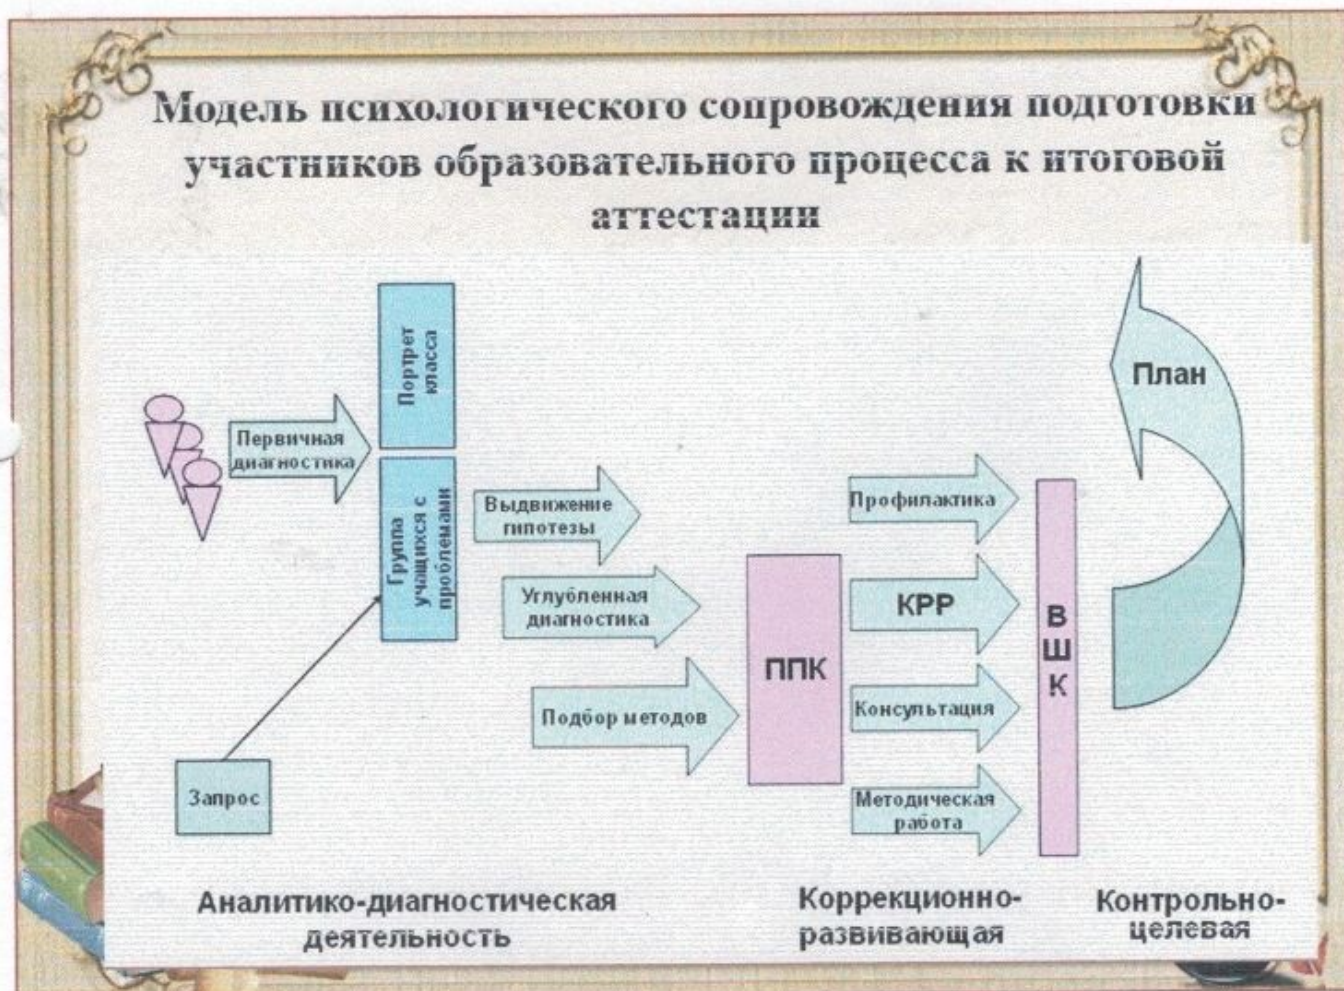 Модель психологического сопровождения подготовки
участников образовательного процесса к итоговой
аттестации
Портрет
класса
Первичная
диагностика
Группа
учащихся с
проблемами
Запрос
Выдвижение
гипотезы
Углубленная
диагностика
Подбор методов
ППК
Профилактика
КРР
Консультация
Методическая
работа
В
Ш
К
План
Аналитико-диагностическая
деятельность
Коррекционно-
развивающая
Контрольно-
целевая